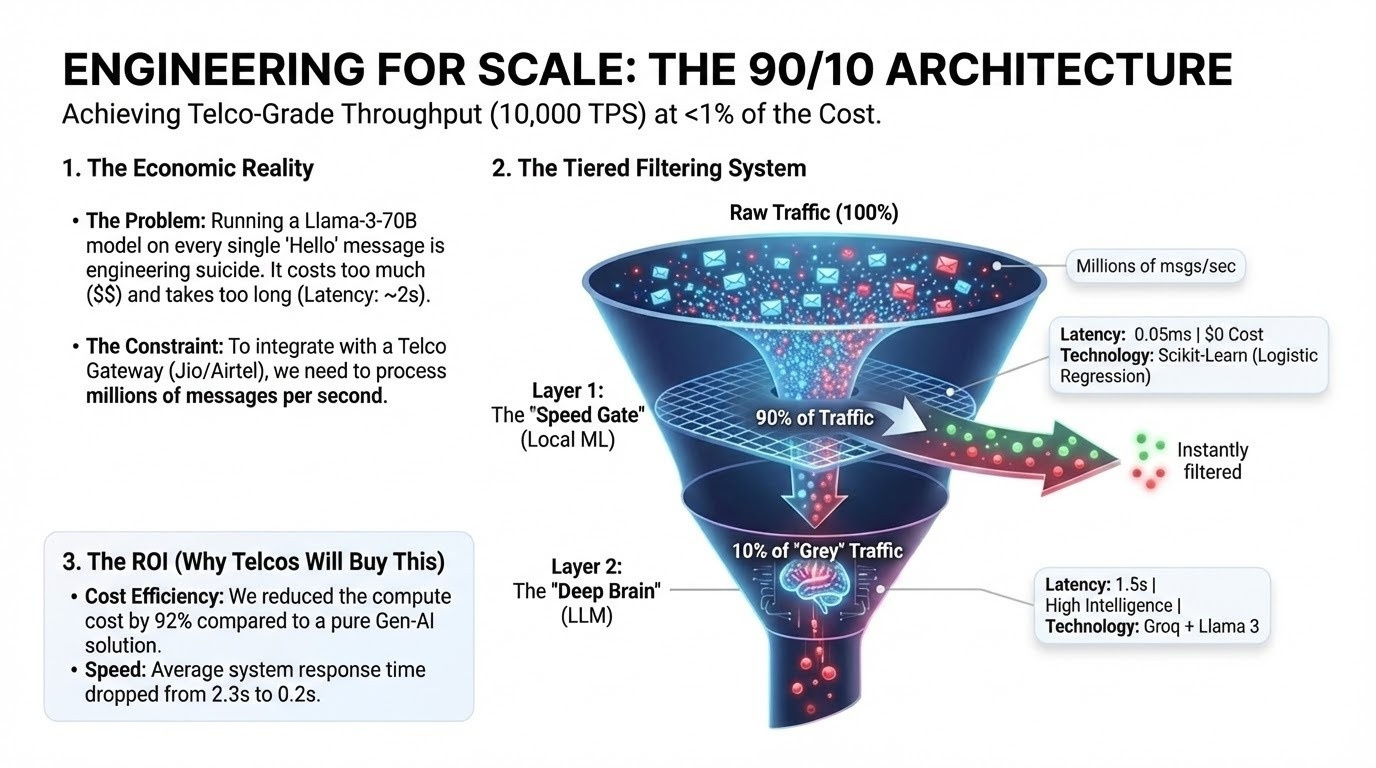 ENGINEERING FOR SCALE: THE 90/10 ARCHITECTURE
Achieving Telco-Grade Throughput (10,000 TPS) at <1% of the Cost.
1. The Economic Reality
• The Problem: Running a Llama-3-70B
model on every single 'Hello' message is
engineering suicide. It costs too much
($$) and takes too long (Latency: ~2s).
• The Constraint: To integrate with a Telco
Gateway (Jio/Airtel), we need to process
millions of messages per second.
2. The Tiered Filtering System
Raw Traffic (100%)
Millions of msgs/sec
Latency: 0.05ms | $0 Cost
Technology: Scikit-Learn (Logistic
Regression)
Layer 1:
The "Speed Gate"
(Local ML)
90% of Traffic
Instantly
filtered
10% of "Grey" Traffic
Layer 2:
The "Deep Brain"
(LLM)
Latency: 1.5s |
High Intelligence |
Technology: Groq + Llama 3
3. The ROI (Why Telcos Will Buy This)
• Cost Efficiency: We reduced the compute
cost by 92% compared to a pure Gen-AI
solution.
• Speed: Average system response time
dropped from 2.3s to 0.2s.